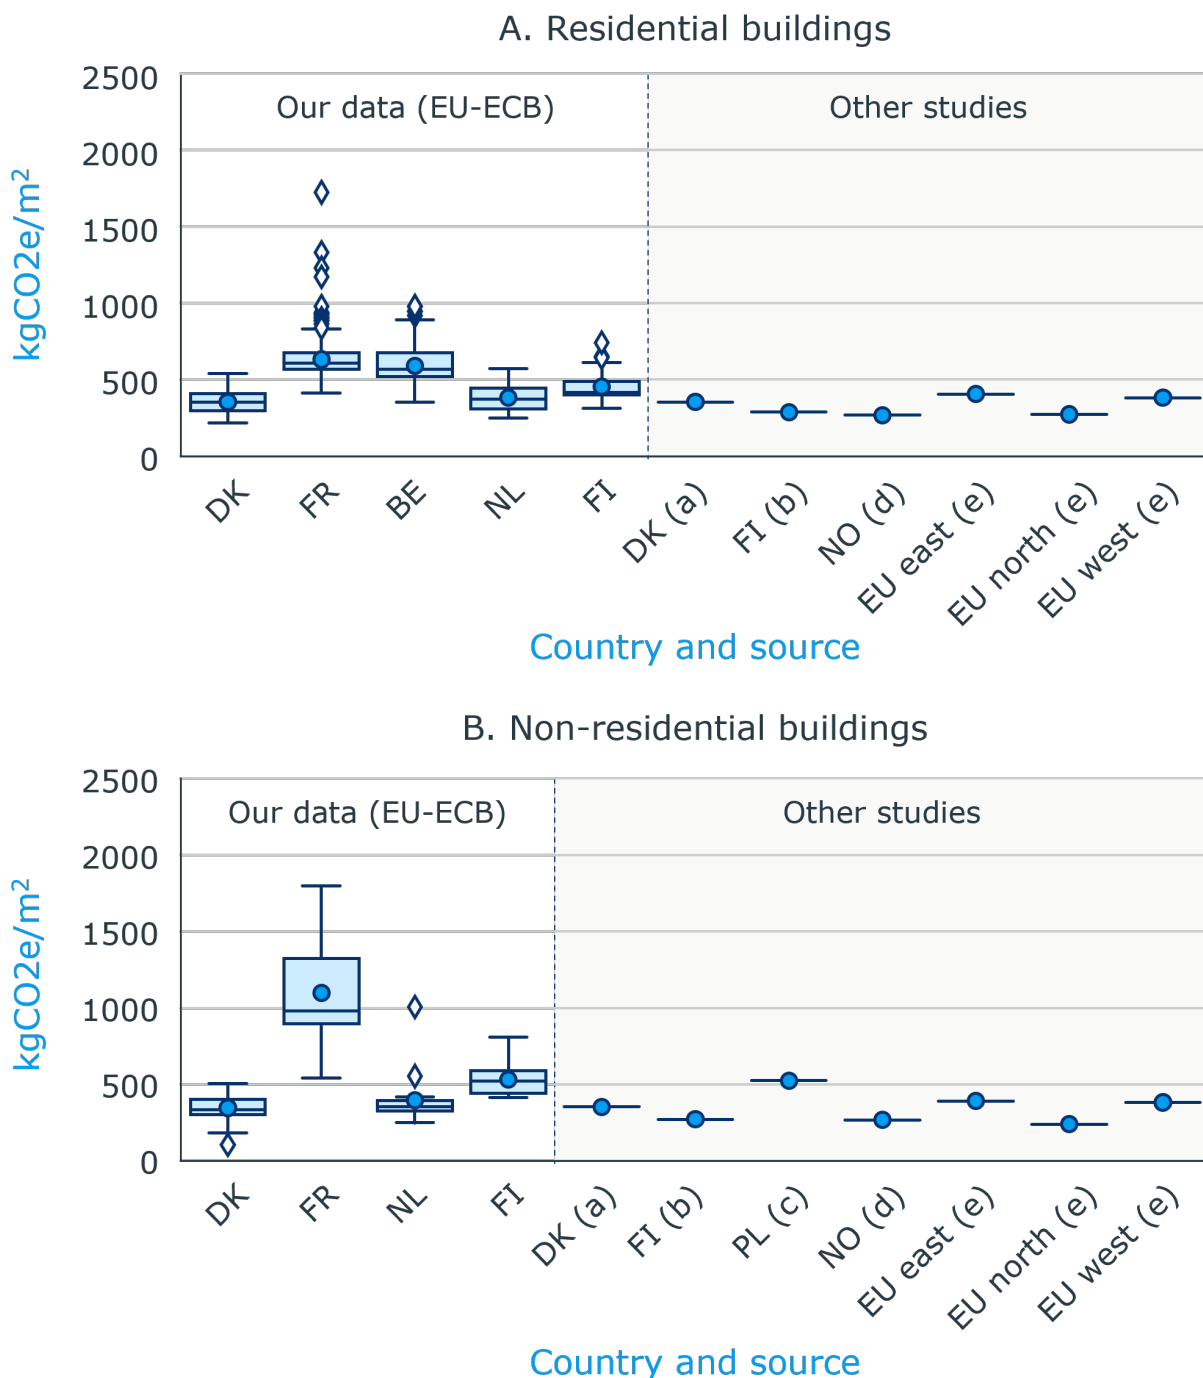 A. Residential buildings
2500
2000
1500
1000
500
0
kgCO2e/m²
Our data (EU-ECB)
Other studies
DK
FR
BE
NL
FI
DK (a)
FI (b)
NO (d)
EU east (e)
EU north (e)
EU west (e)
Country and source
B. Non-residential buildings
2500
2000
1500
1000
500
0
kgCO2e/m²
Our data (EU-ECB)
Other studies
DK
FR
NL
FI
DK (a)
FI (b)
PL (c)
NO (d)
EU east (e)
EU north (e)
EU west (e)
Country and source